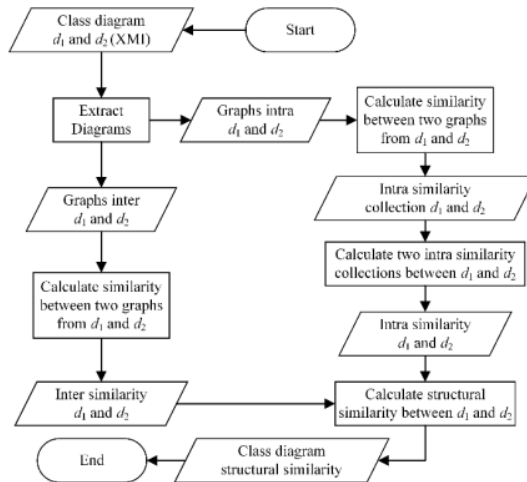 Class diagram
d₁ and d₂ (XMI)
Start
Extract
Diagrams
Graphs intra
d₁ and d₂
Calculate similarity
between two graphs
from d₁ and d₂
Graphs inter
d₁ and d₂
Intra similarity
collection d₁ and d₂
Calculate two intra similarity
collections between d₁ and d₂
Calculate similarity
between two graphs
from d₁ and d₂
Intra similarity
d₁ and d₂
Inter similarity
d₁ and d₂
Calculate structural
similarity between d₁ and d₂
End
Class diagram
structural similarity